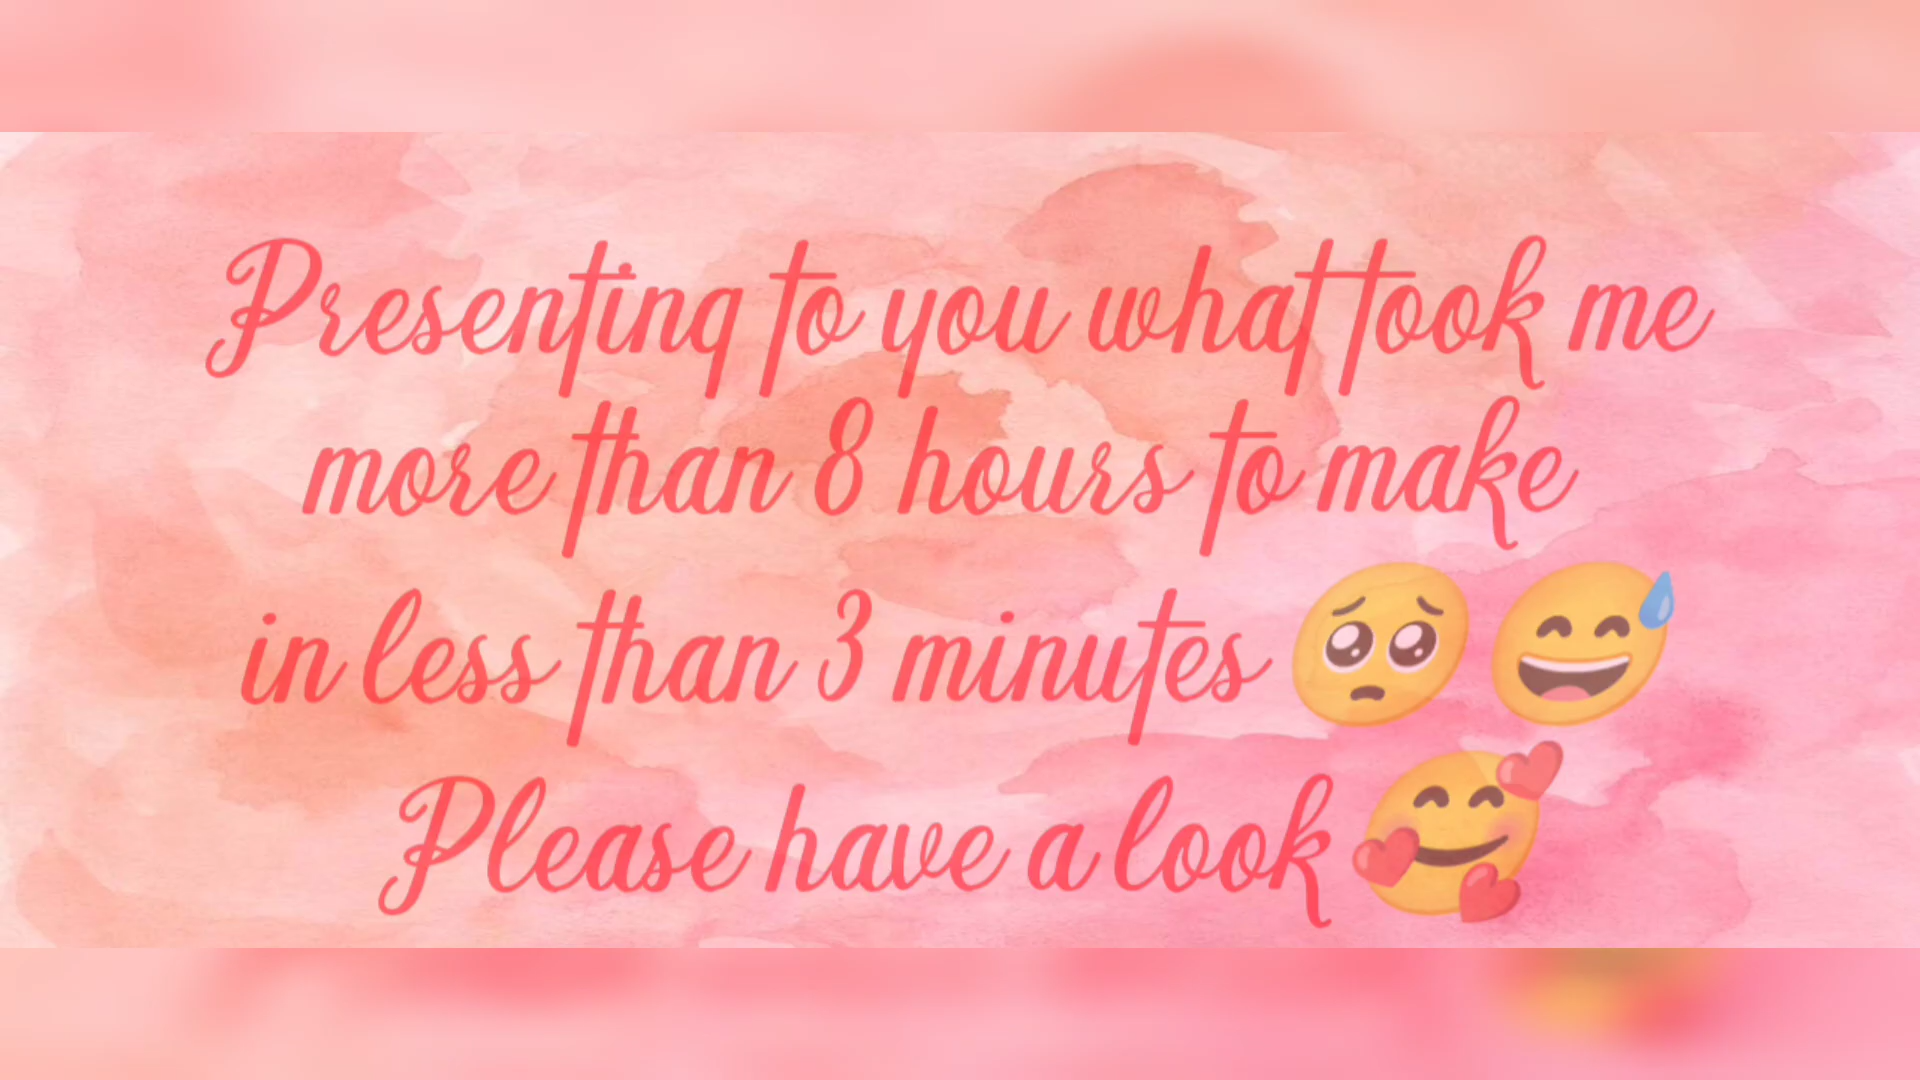 Presenting to you what took me
more than 8 hours to make
in less than 3 minutes 🥺😅
Please have a look 🥰